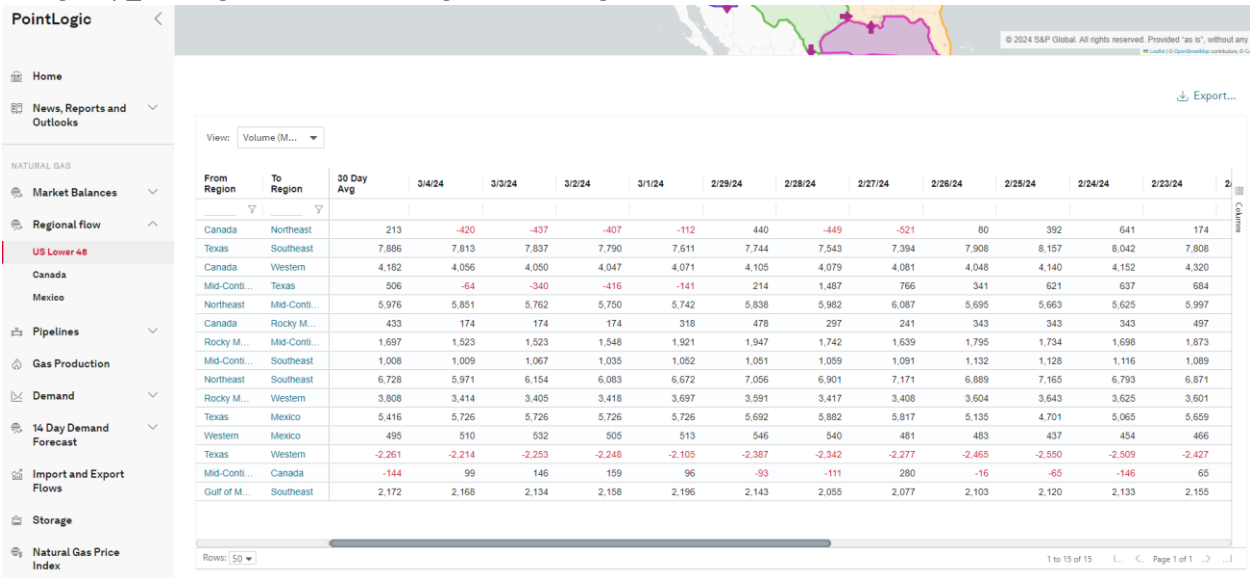 PointLogic
© 2024 S&P Global. All rights reserved. Provided "as is", without any
Leaflet | © OpenStreetMap contributors, ©
Home
News, Reports and
Outlooks
NATURAL GAS
Market Balances
Regional flow
US Lower 48
Canada
Mexico
Pipelines
Gas Production
Demand
14 Day Demand
Forecast
Import and Export
Flows
Storage
Natural Gas Price
Index
Export...
View: Volume (M...
From Region To Region 30 Day Avg 3/4/24 3/3/24 3/2/24 3/1/24 2/29/24 2/28/24 2/27/24 2/26/24 2/25/24 2/24/24 2/23/24
Columns
Canada Northeast 213 -420 -437 -407 -112 440 -449 -521 80 392 641 174
Texas Southeast 7,886 7,813 7,837 7,790 7,611 7,744 7,543 7,394 7,908 8,157 8,042 7,808
Canada Western 4,182 4,056 4,050 4,047 4,071 4,105 4,079 4,081 4,048 4,140 4,152 4,320
Mid-Conti... Texas 506 -64 -340 -416 -141 214 1,487 766 341 621 637 684
Northeast Mid-Conti... 5,976 5,851 5,762 5,750 5,742 5,838 5,982 6,087 5,695 5,663 5,625 5,997
Canada Rocky M... 433 174 174 174 318 478 297 241 343 343 343 497
Rocky M... Mid-Conti... 1,697 1,523 1,523 1,548 1,921 1,947 1,742 1,639 1,795 1,734 1,698 1,873
Mid-Conti... Southeast 1,008 1,009 1,067 1,035 1,052 1,051 1,059 1,091 1,132 1,128 1,116 1,089
Northeast Southeast 6,728 5,971 6,154 6,083 6,672 7,056 6,901 7,171 6,889 7,165 6,793 6,871
Rocky M... Western 3,808 3,414 3,405 3,418 3,697 3,591 3,417 3,408 3,604 3,643 3,625 3,601
Texas Mexico 5,416 5,726 5,726 5,726 5,726 5,692 5,882 5,817 5,135 4,701 5,065 5,659
Western Mexico 495 510 532 505 513 546 540 481 483 437 454 466
Texas Western -2,261 -2,214 -2,253 -2,248 -2,105 -2,387 -2,342 -2,277 -2,465 -2,550 -2,509 -2,427
Mid-Conti... Canada -144 99 146 159 96 -93 -111 280 -16 -65 -146 65
Gulf of M... Southeast 2,172 2,168 2,134 2,158 2,196 2,143 2,055 2,077 2,103 2,120 2,133 2,155
Rows: 50
1 to 15 of 15 Page 1 of 1